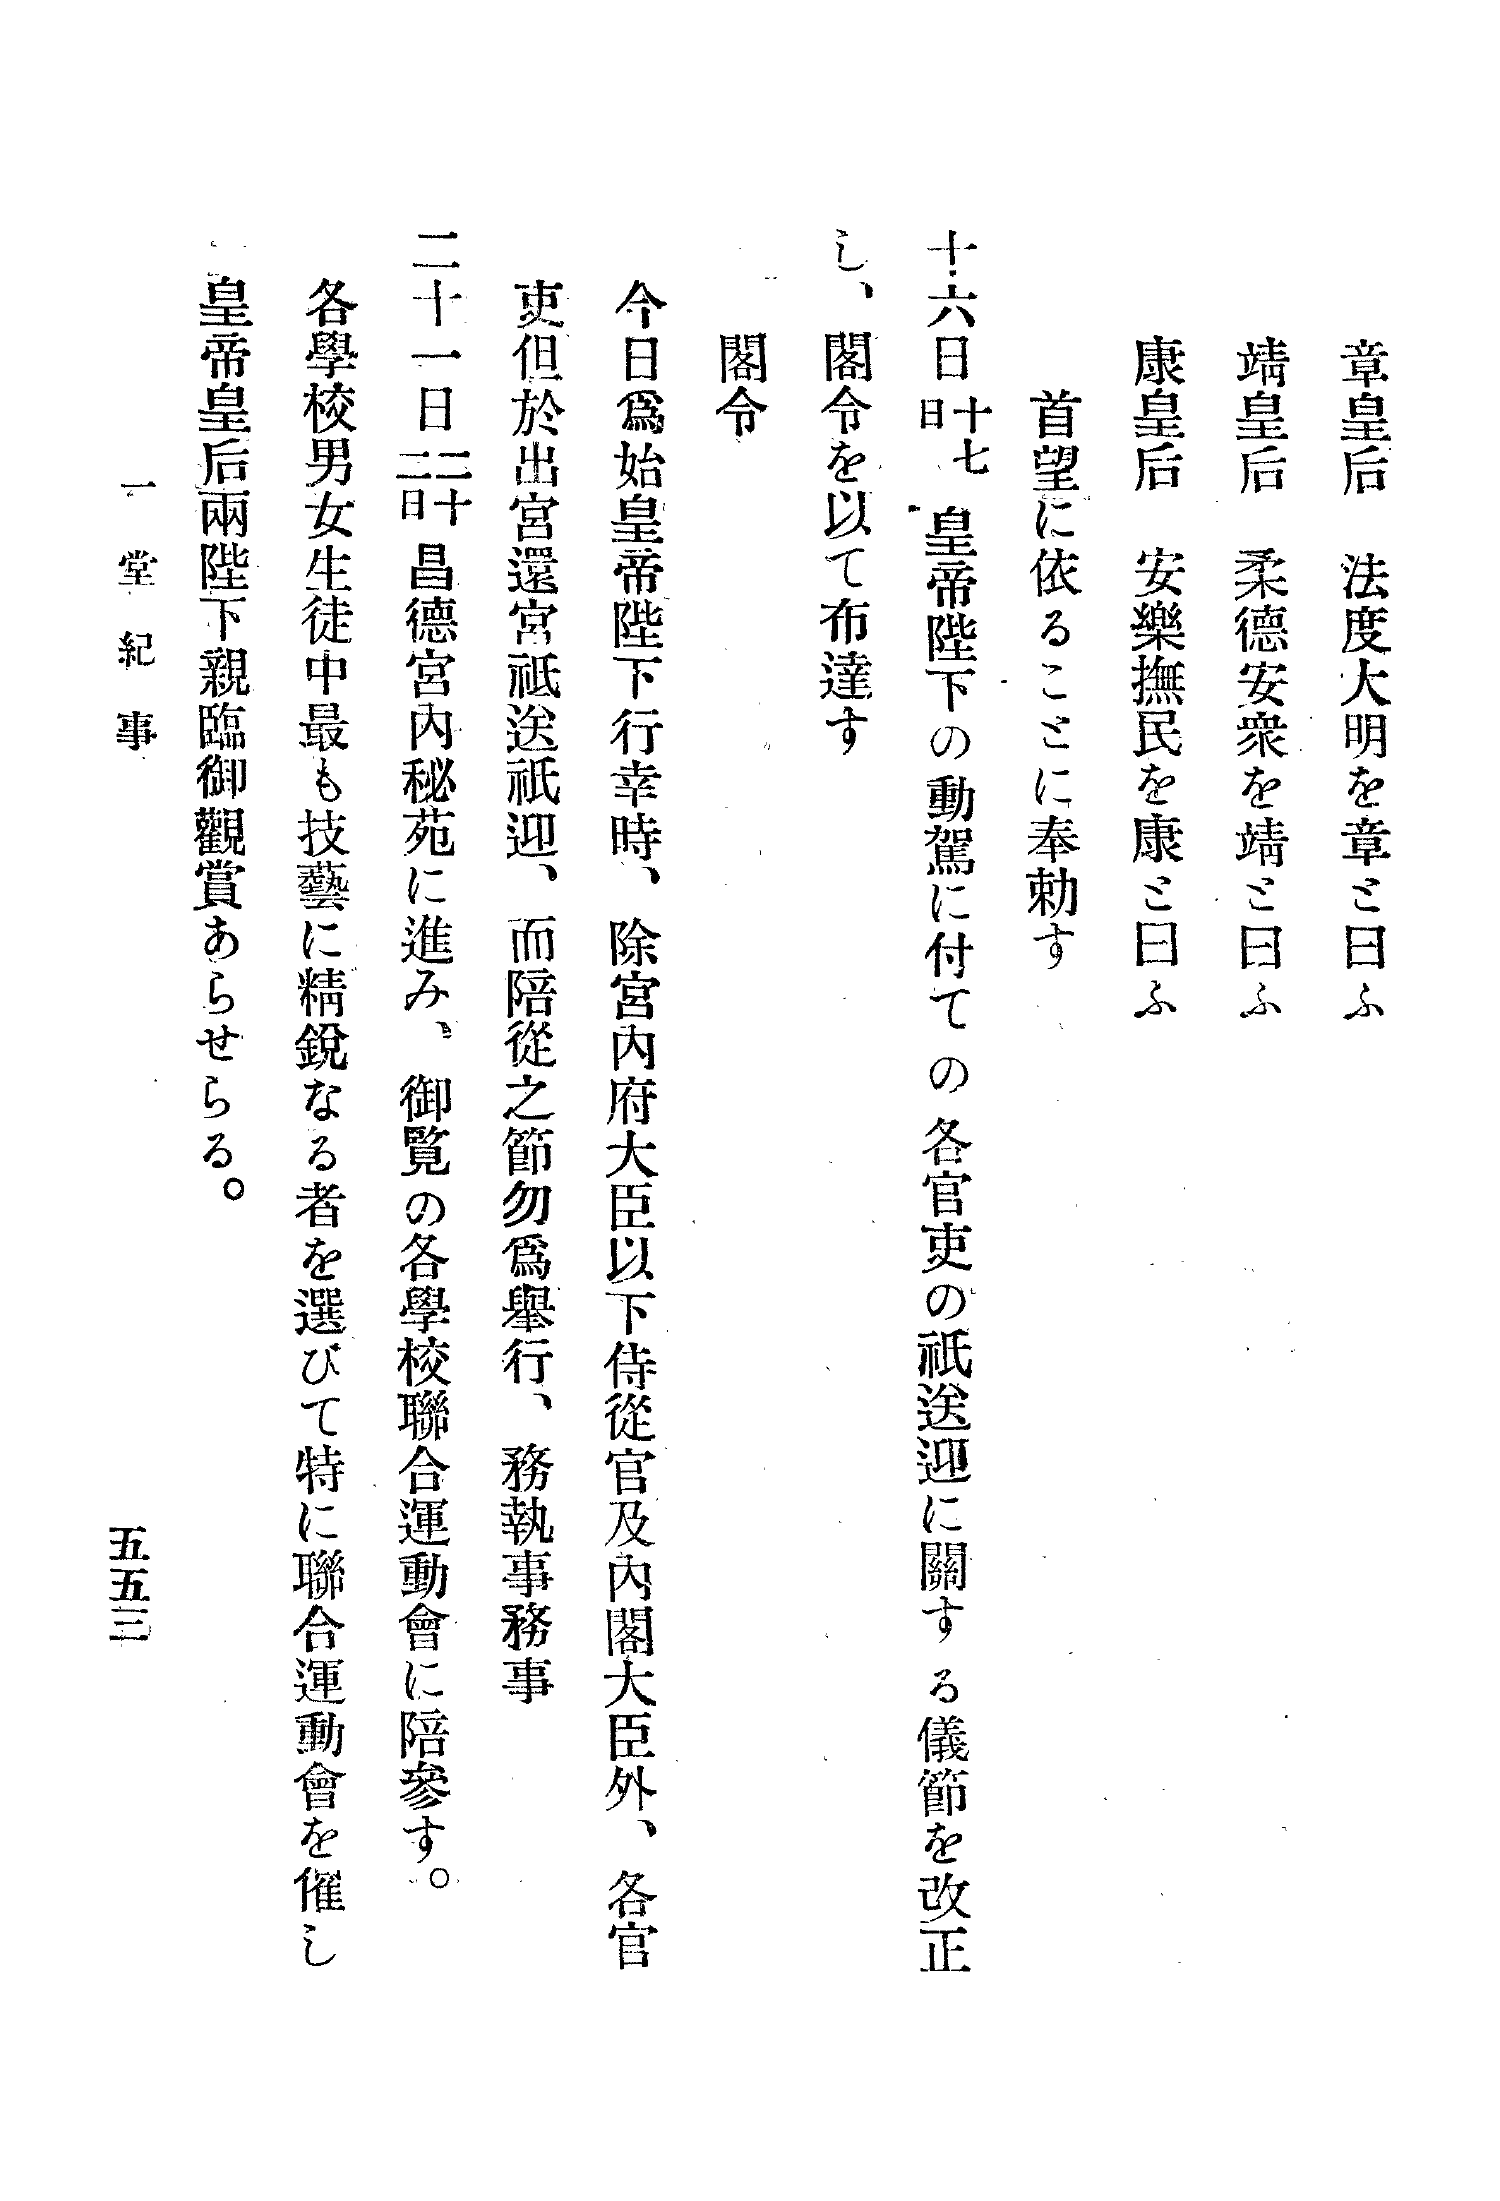 章皇后　法度大明を章と曰ふ
靖皇后　柔德安衆を靖と曰ふ
康皇后　安樂撫民を康と曰ふ
首望に依ることに奉勅す
十六日十七日　皇帝陛下の動駕に付ての各官吏の祗送迎に關する儀節を改正
し、閣令を以て布達す
閣令
今日爲始皇帝陛下行幸時、除宮內府大臣以下侍從官及內閣大臣外、各官
吏但於出宮還宮祗送祇迎、而陪從之節勿爲舉行、務執事務事
二十一日二十二日昌德宮內秘苑に進み、御覽の各學校聯合運動會に陪參す。
各學校男女生徒中最も技藝に精銳なる者を選びて特に聯合運動會を催し
皇帝皇后兩陛下親臨御觀賞あらせらる。
一堂紀事
五五三